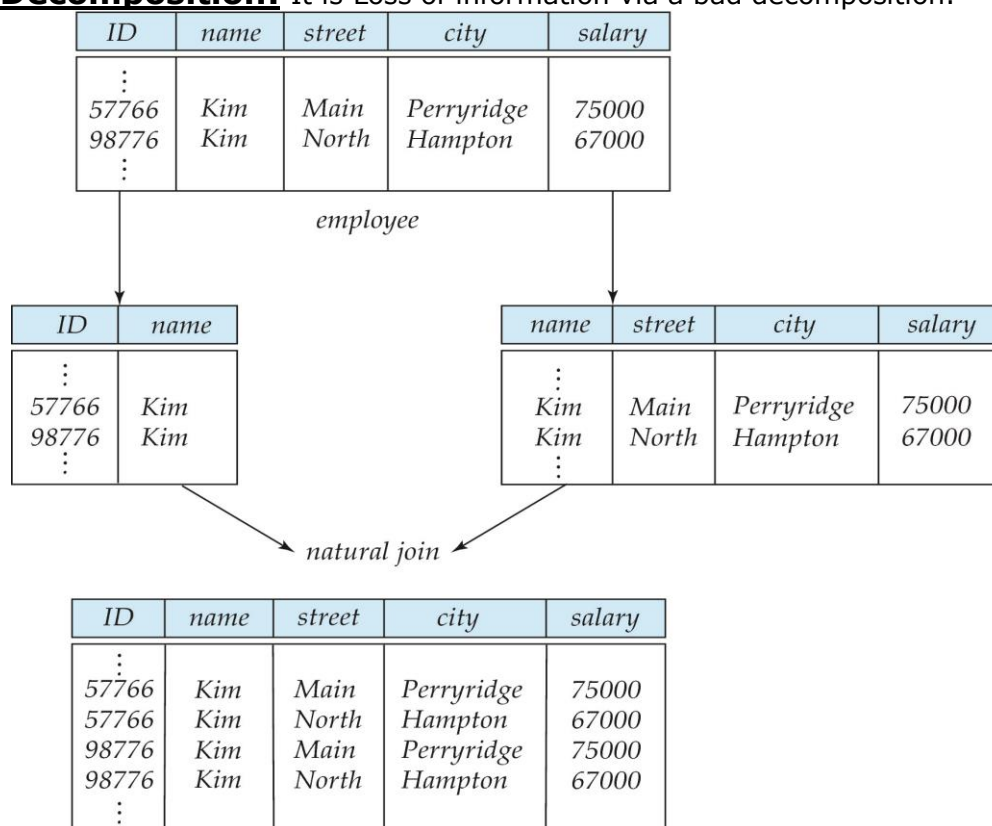 Decomposition: It is Loss of information via a bad decomposition.
ID name street city salary
57766 Kim Main Perryridge 75000
98776 Kim North Hampton 67000
employee
ID name
57766 Kim
98776 Kim
name street city salary
Kim Main Perryridge 75000
Kim North Hampton 67000
natural join
ID name street city salary
57766 Kim Main Perryridge 75000
57766 Kim North Hampton 67000
98776 Kim Main Perryridge 75000
98776 Kim North Hampton 67000